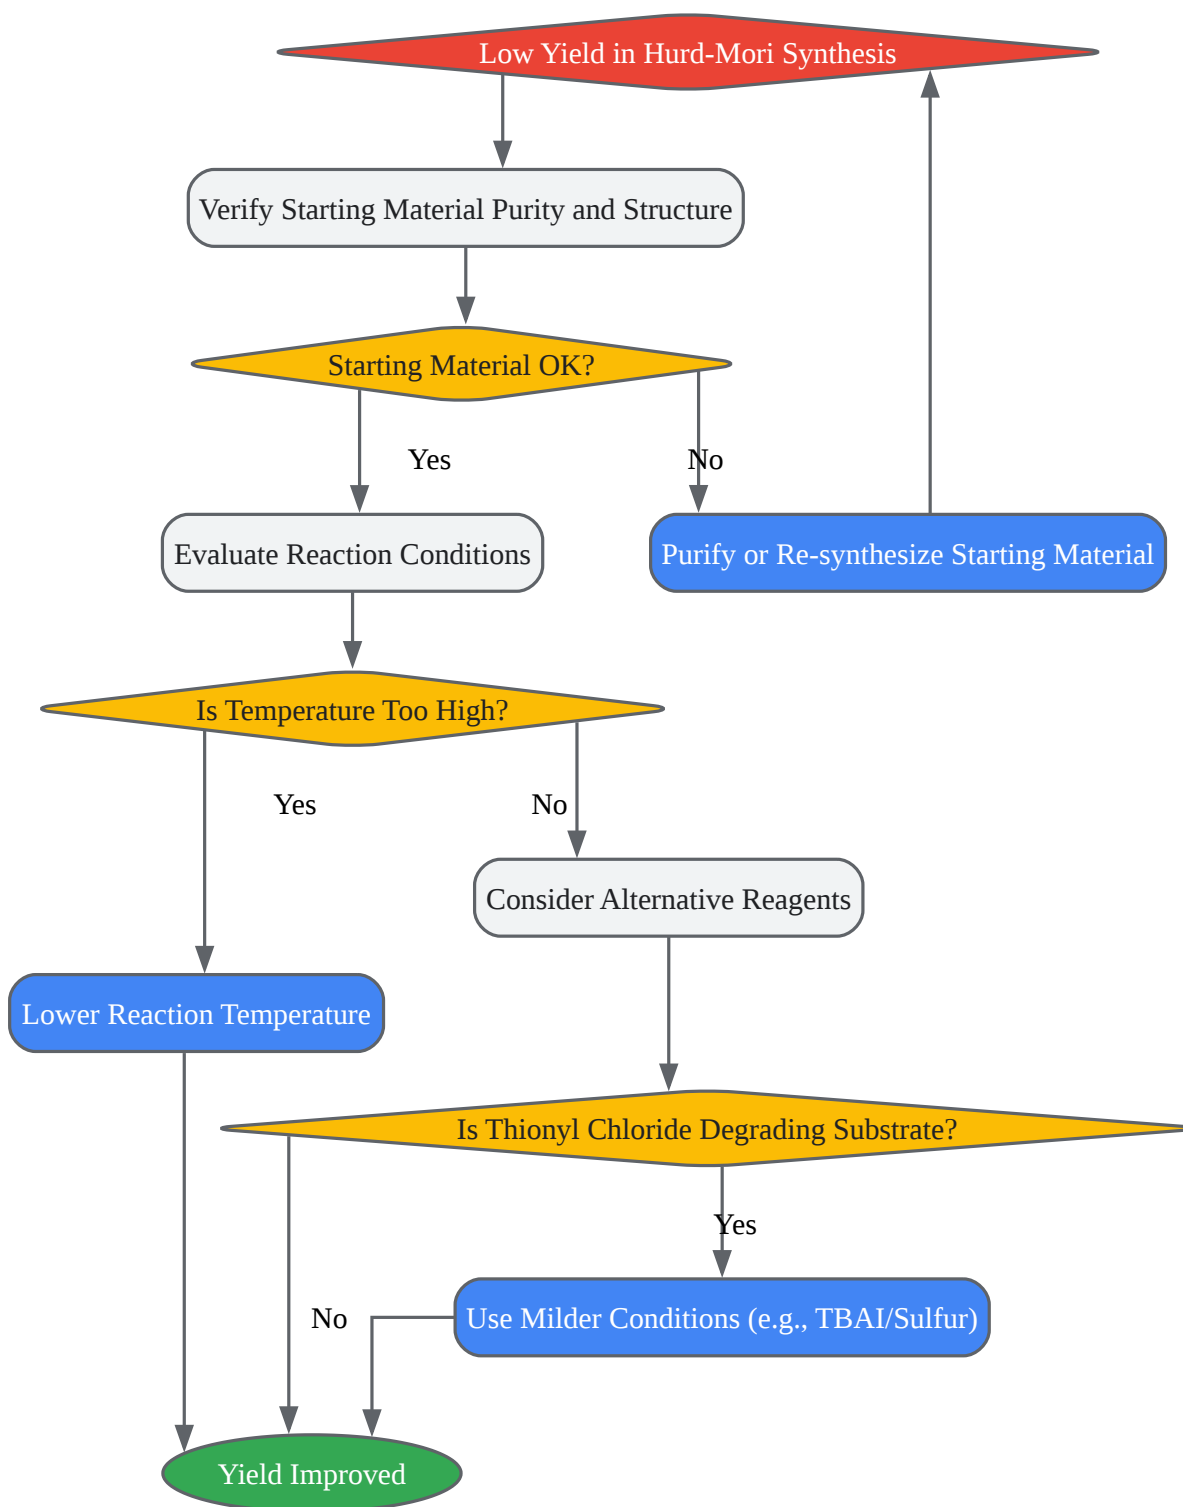 Low Yield in Hurd-Mori Synthesis
Verify Starting Material Purity and Structure
Starting Material OK?
Yes
No
Evaluate Reaction Conditions
Purify or Re-synthesize Starting Material
Is Temperature Too High?
Yes
No
Consider Alternative Reagents
Lower Reaction Temperature
Is Thionyl Chloride Degrading Substrate?
Yes
No
Use Milder Conditions (e.g., TBAI/Sulfur)
Yield Improved